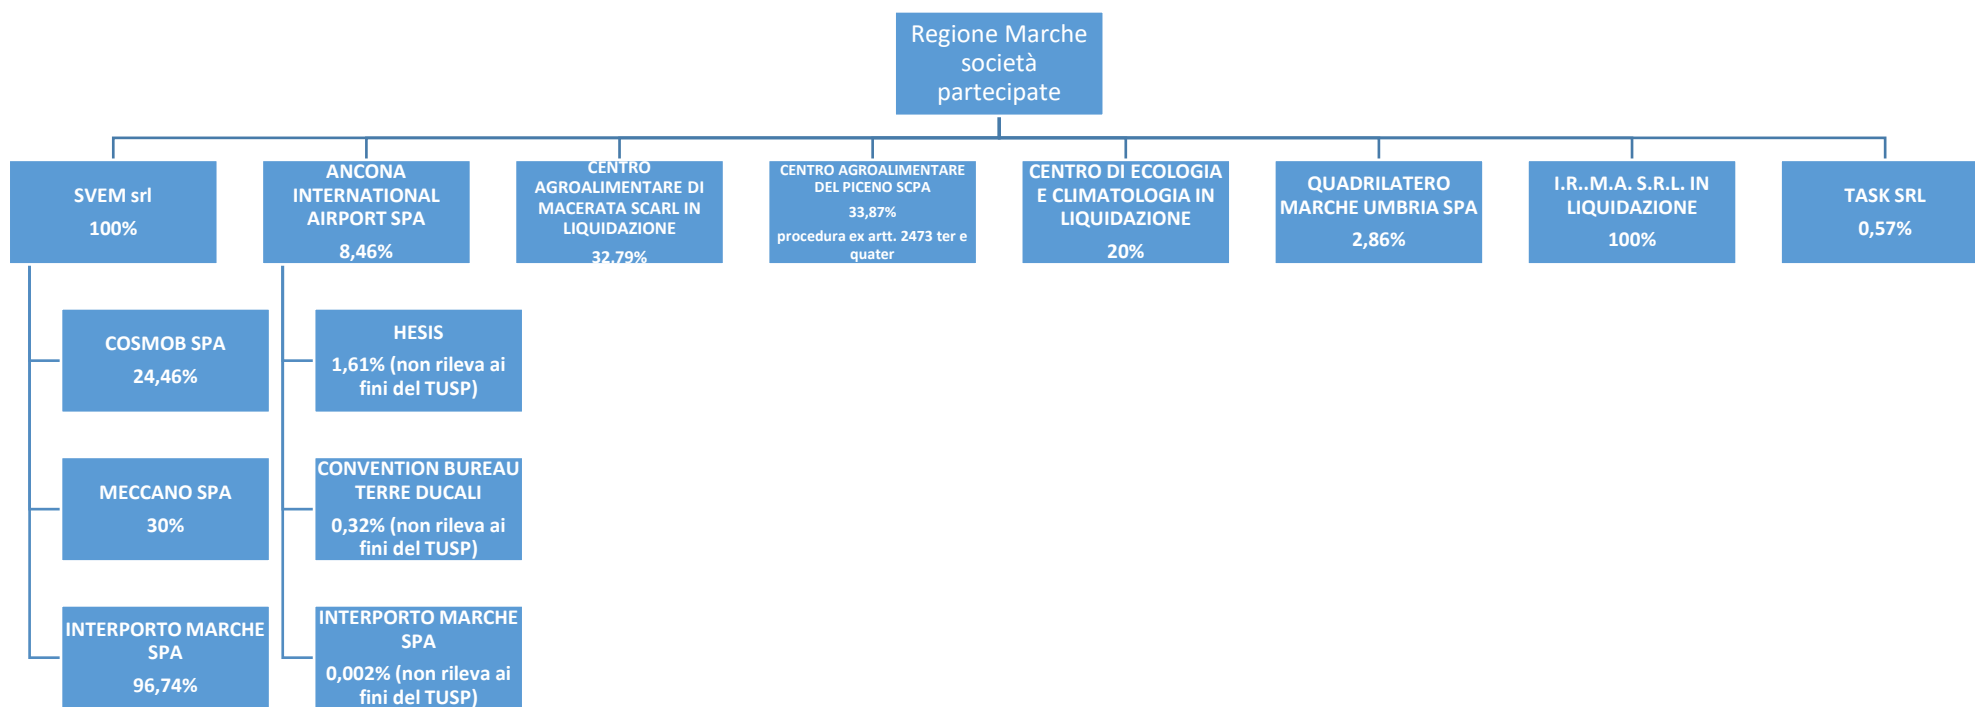 Regione Marche
società
partecipate
SVEM srl
100%
ANCONA
INTERNATIONAL
AIRPORT SPA
8,46%
CENTRO
AGROALIMENTARE DI
MACERATA SCARL IN
LIQUIDAZIONE
32,79%
CENTRO AGROALIMENTARE
DEL PICENO SCPA
33,87%
procedura ex artt. 2473 ter e
quater
CENTRO DI ECOLOGIA
E CLIMATOLOGIA IN
LIQUIDAZIONE
20%
QUADRILATERO
MARCHE UMBRIA SPA
2,86%
I.R..M.A. S.R.L. IN
LIQUIDAZIONE
100%
TASK SRL
0,57%
COSMOB SPA
24,46%
MECCANO SPA
30%
INTERPORTO MARCHE
SPA
96,74%
HESIS
1,61% (non rileva ai
fini del TUSP)
CONVENTION BUREAU
TERRE DUCALI
0,32% (non rileva ai
fini del TUSP)
INTERPORTO MARCHE
SPA
0,002% (non rileva ai
fini del TUSP)